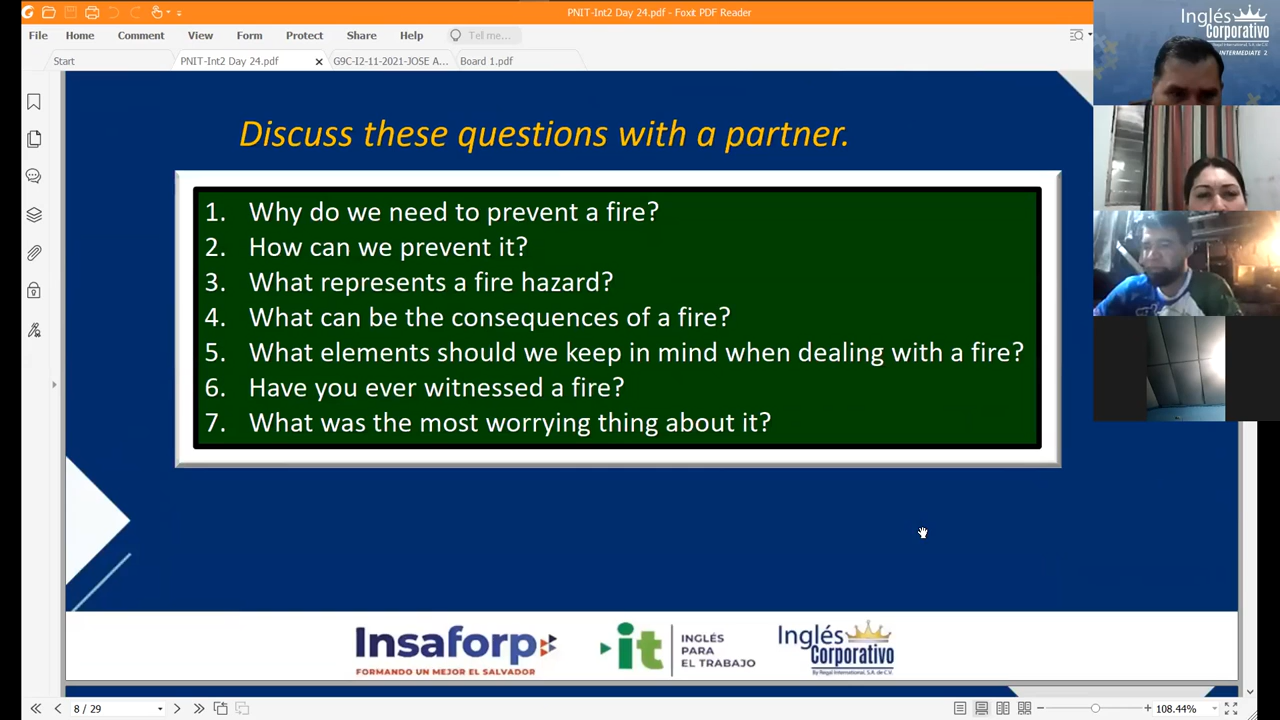 PNIT-Int2 Day 24.pdf - Foxit PDF Reader
File Home Comment View Form Protect Share Help Tell me...
Start PNIT-Int2 Day 24.pdf G9C-I2-11-2021-JOSE A... Board 1.pdf
Inglés
Corporativo
INTERMEDIATE 2
Discuss these questions with a partner.
1. Why do we need to prevent a fire?
2. How can we prevent it?
3. What represents a fire hazard?
4. What can be the consequences of a fire?
5. What elements should we keep in mind when dealing with a fire?
6. Have you ever witnessed a fire?
7. What was the most worrying thing about it?
Insaforp
FORMANDO UN MEJOR EL SALVADOR
it
INGLÉS
PARA
EL TRABAJO
Inglés
Corporativo
By Regal International, S.A. de C.V.
8 / 29
108.44%